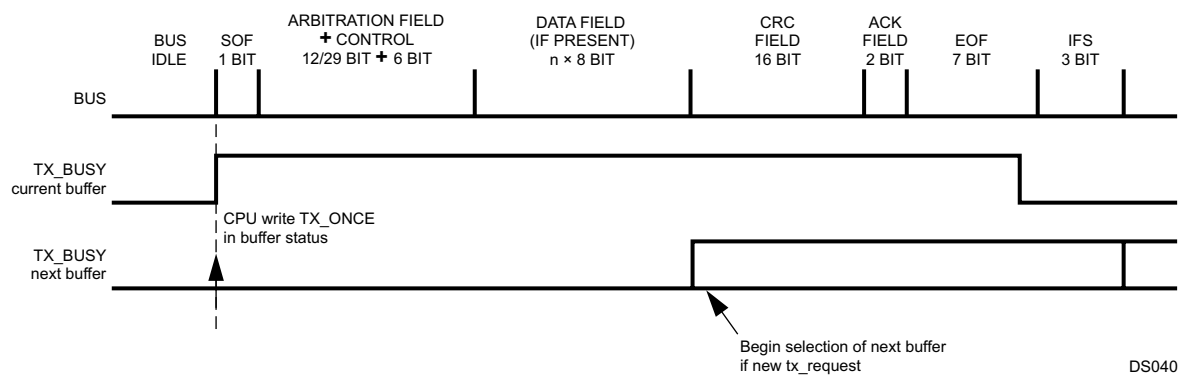 BUS
IDLE
SOF
1 BIT
ARBITRATION FIELD
+ CONTROL
12/29 BIT + 6 BIT
DATA FIELD
(IF PRESENT)
n × 8 BIT
CRC
FIELD
16 BIT
ACK
FIELD
2 BIT
EOF
7 BIT
IFS
3 BIT
BUS
TX_BUSY
current buffer
CPU write TX_ONCE
in buffer status
TX_BUSY
next buffer
Begin selection of next buffer
if new tx_request
DS040